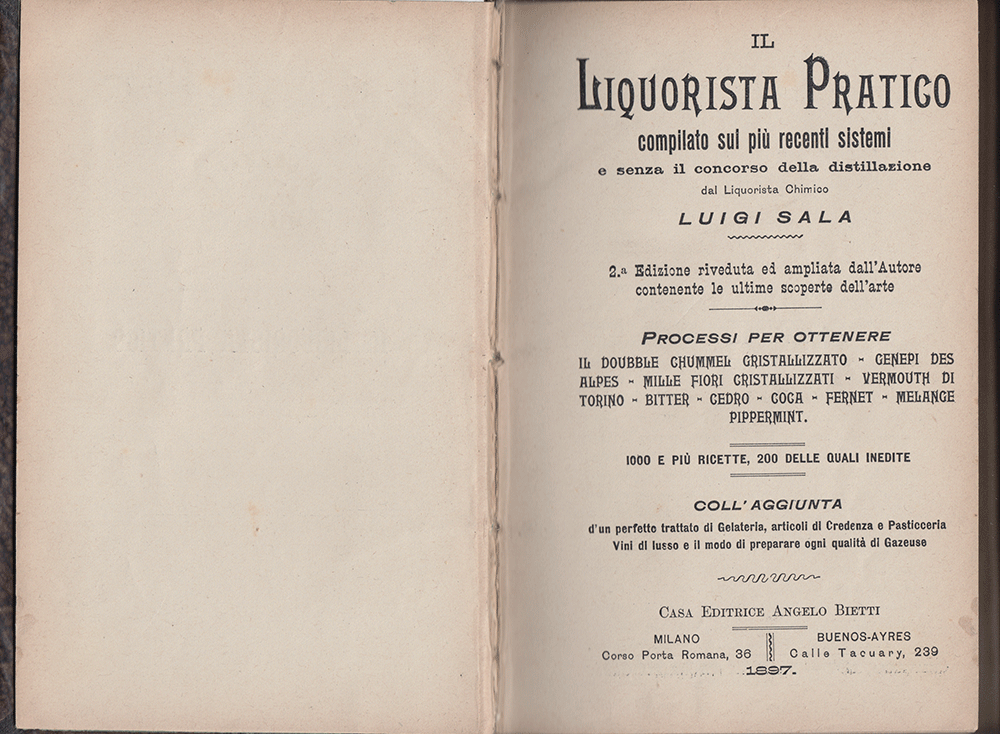 IL
LIQUORISTA PRATICO
compilato sui più recenti sistemi
e senza il concorso della distillazione
dal Liquorista Chimico
LUIGI SALA
2.a Edizione riveduta ed ampliata dall'Autore
contenente le ultime scoperte dell'arte
PROCESSI PER OTTENERE
IL DOUBBLE CHUMMEL CRISTALLIZZATO - GENEPI DES
ALPES - MILLE FIORI CRISTALLIZZATI - VERMOUTH DI
TORINO - BITTER - CEDRO - COCA - FERNET - MELANGE
PIPPERMINT.
1000 E PIÙ RICETTE, 200 DELLE QUALI INEDITE
COLL'AGGIUNTA
d'un perfetto trattato di Gelateria, articoli di Credenza e Pasticceria
Vini di lusso e il modo di preparare ogni qualità di Gazeuse
CASA EDITRICE ANGELO BIETTI
MILANO
Corso Porta Romana, 36
BUENOS-AYRES
Calle Tacuary, 239
1897.